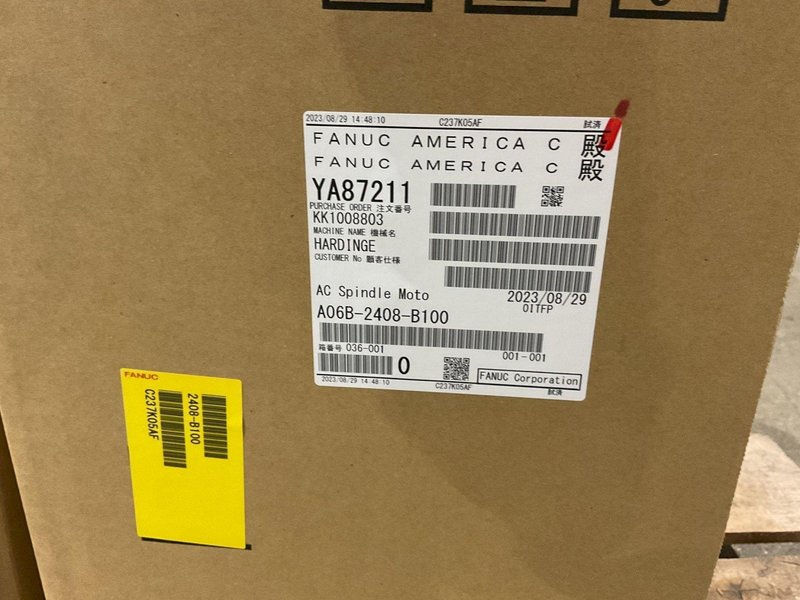 2023/08/29 14:48:10 C237K05AF 試済
FANUC AMERICA C 殿
FANUC AMERICA C 殿
YA87211
PURCHASE ORDER 注文番号
KK1008803
MACHINE NAME 機械名
HARDINGE
CUSTOMER No 顧客仕様
AC Spindle Moto 2023/08/29
OITFP
A06B-2408-B100
箱番号 036-001 001-001
0
FANUC Corporation
2023/08/29 14 48 10 C237K05AF 試済
FANUC
2408-B100
C237K05AF